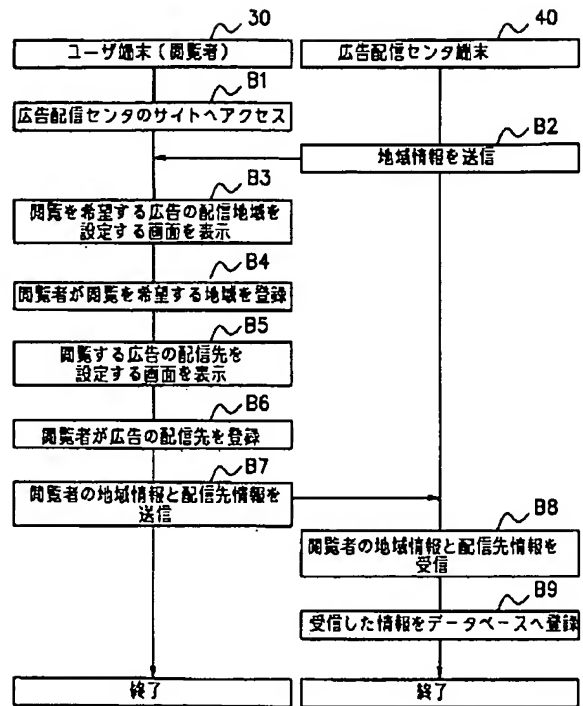 30
40
ユーザ端末(閲覧者)
広告配信センタ端末
B1
広告配信センタのサイトへアクセス
B2
地域情報を送信
B3
閲覧を希望する広告の配信地域を
設定する画面を表示
B4
閲覧者が閲覧を希望する地域を登録
B5
閲覧する広告の配信先を
設定する画面を表示
B6
閲覧者が広告の配信先を登録
B7
閲覧者の地域情報と配信先情報を
送信
B8
閲覧者の地域情報と配信先情報を
受信
B9
受信した情報をデータベースへ登録
終了
終了